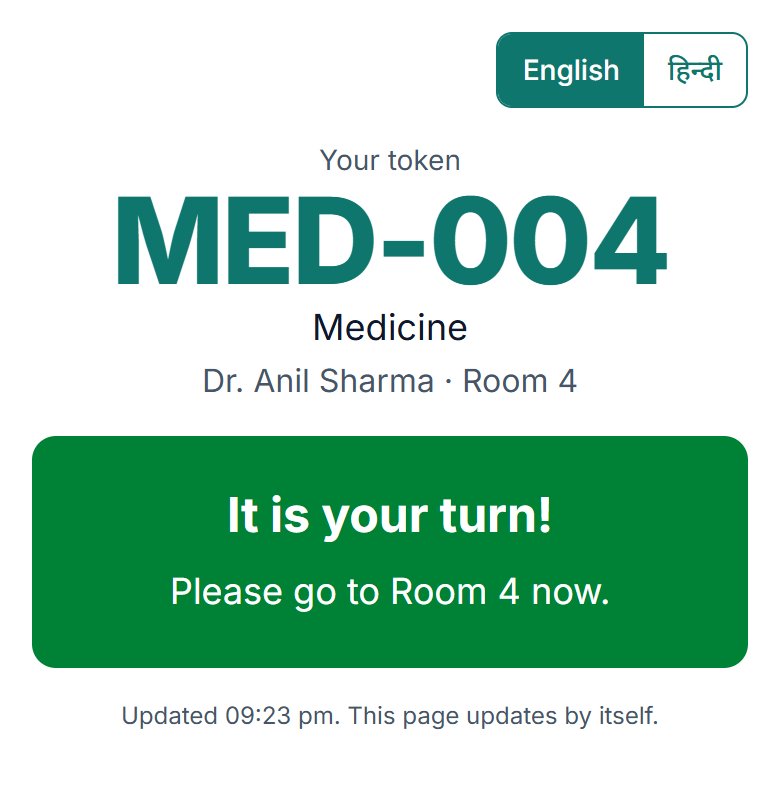 English हिन्दी
Your token
MED-004
Medicine
Dr. Anil Sharma · Room 4
It is your turn!
Please go to Room 4 now.
Updated 09:23 pm. This page updates by itself.